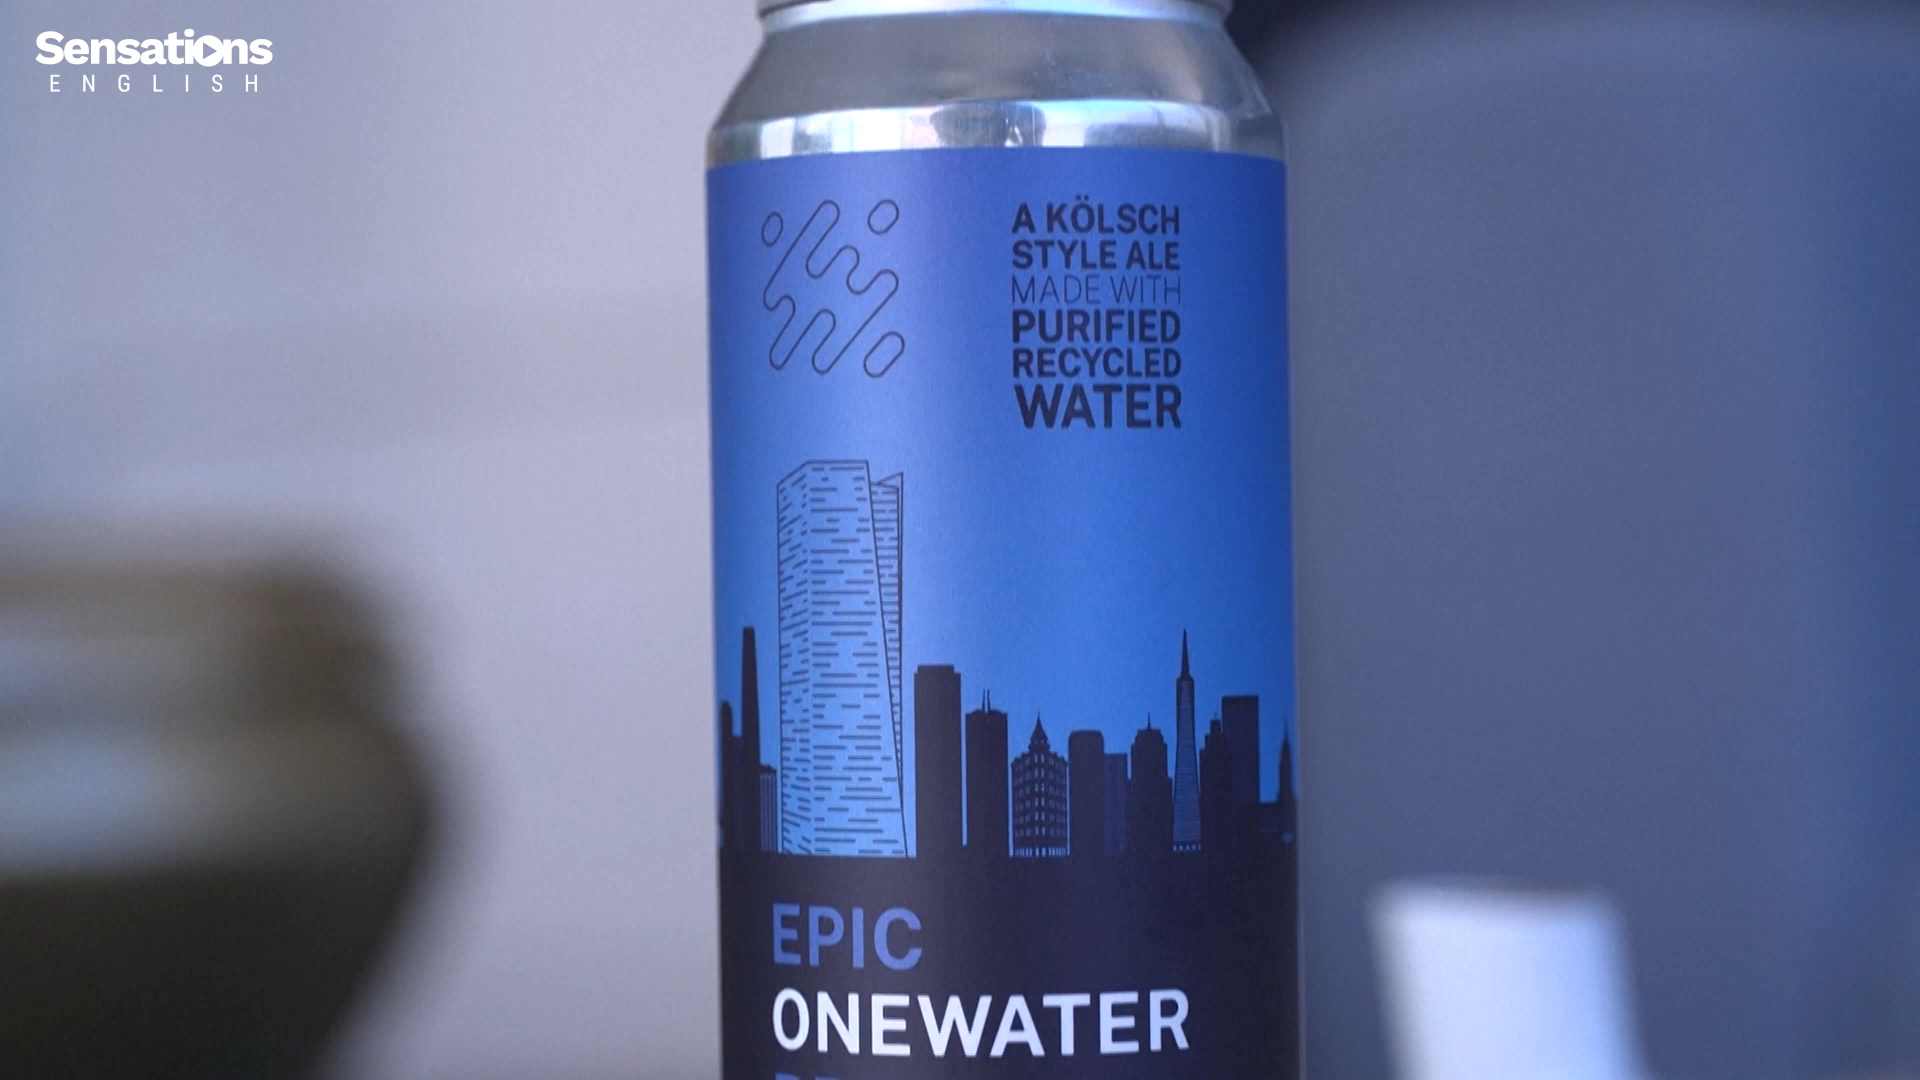 Sensations
ENGLISH
A KÖLSCH
STYLE ALE
MADE WITH
PURIFIED
RECYCLED
WATER
EPIC
ONEWATER